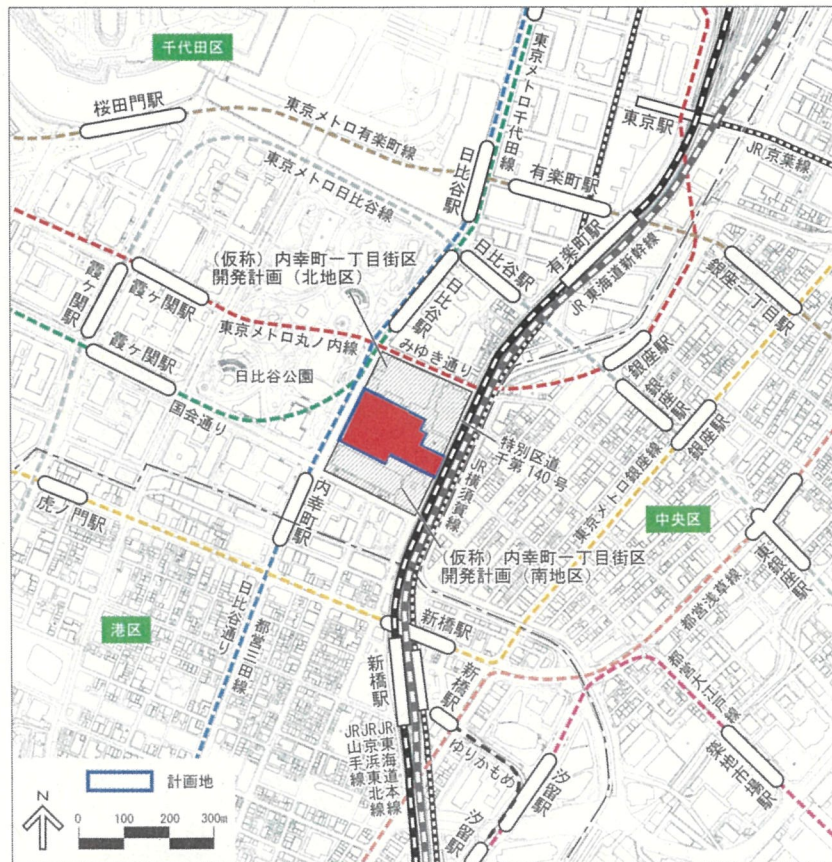 千代田区
桜田門駅
東京メトロ有楽町線
東京メトロ千代田線
東京駅
JR京葉線
東京メトロ日比谷線
日比谷駅
有楽町駅
(仮称)内幸町一丁目街区
開発計画(北地区)
日比谷駅
有楽町駅
JR東海道新幹線
銀座一丁目駅
霞ケ関駅
霞ケ関駅
日比谷駅
東京メトロ丸ノ内線
みゆき通り
銀座駅
霞ケ関駅
日比谷公園
銀座駅
銀座駅
国会通り
特別区道
千第140号
JR横須賀線
東京メトロ銀座線
虎ノ門駅
内幸町駅
中央区
東銀座駅
(仮称)内幸町一丁目街区
開発計画(南地区)
日比谷通り
都営三田線
港区
新橋駅
都営浅草線
新橋駅
新橋駅
都営大江戸線
築地市場駅
JR東海道本線
JR京浜東北線
JR山手線
ゆりかもめ
汐留駅
汐留駅
計画地
N
0 100 200 300m